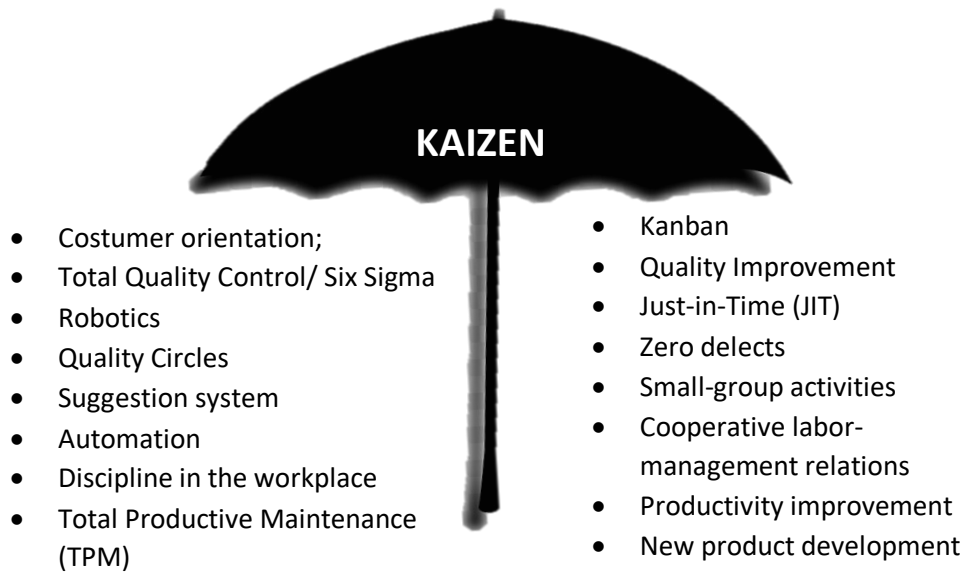 KAIZEN
• Costumer orientation;
• Total Quality Control/ Six Sigma
• Robotics
• Quality Circles
• Suggestion system
• Automation
• Discipline in the workplace
• Total Productive Maintenance
(TPM)
• Kanban
• Quality Improvement
• Just-in-Time (JIT)
• Zero delects
• Small-group activities
• Cooperative labor-
management relations
• Productivity improvement
• New product development